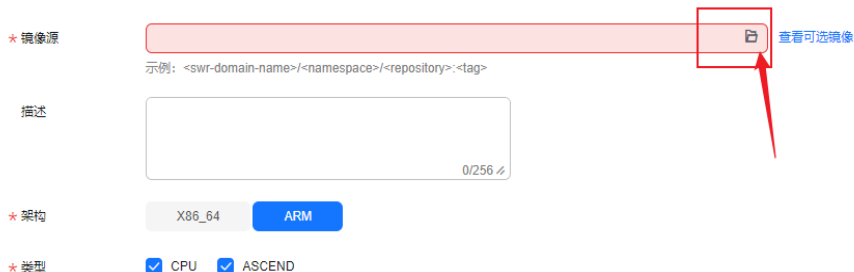 * 镜像源 查看可选镜像
示例：<swr-domain-name>/<namespace>/<repository>:<tag>
描述
0/256
* 架构 X86_64 ARM
* 类型 CPU ASCEND